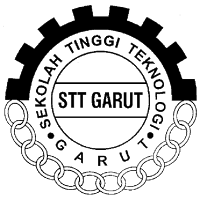 SEKOLAH TINGGI TEKNOLOGI
STT GARUT
• GARUT •